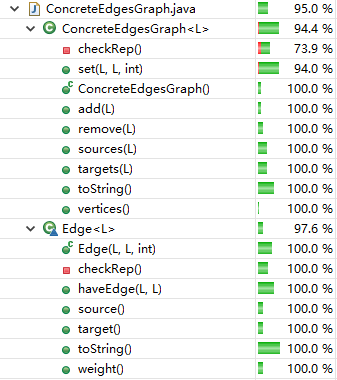 ConcreteEdgesGraph.java 95.0 %
ConcreteEdgesGraph<L> 94.4 %
checkRep() 73.9 %
set(L, L, int) 94.0 %
ConcreteEdgesGraph() 100.0 %
add(L) 100.0 %
remove(L) 100.0 %
sources(L) 100.0 %
targets(L) 100.0 %
toString() 100.0 %
vertices() 100.0 %
Edge<L> 97.6 %
Edge(L, L, int) 100.0 %
checkRep() 100.0 %
haveEdge(L, L) 100.0 %
source() 100.0 %
target() 100.0 %
toString() 100.0 %
weight() 100.0 %